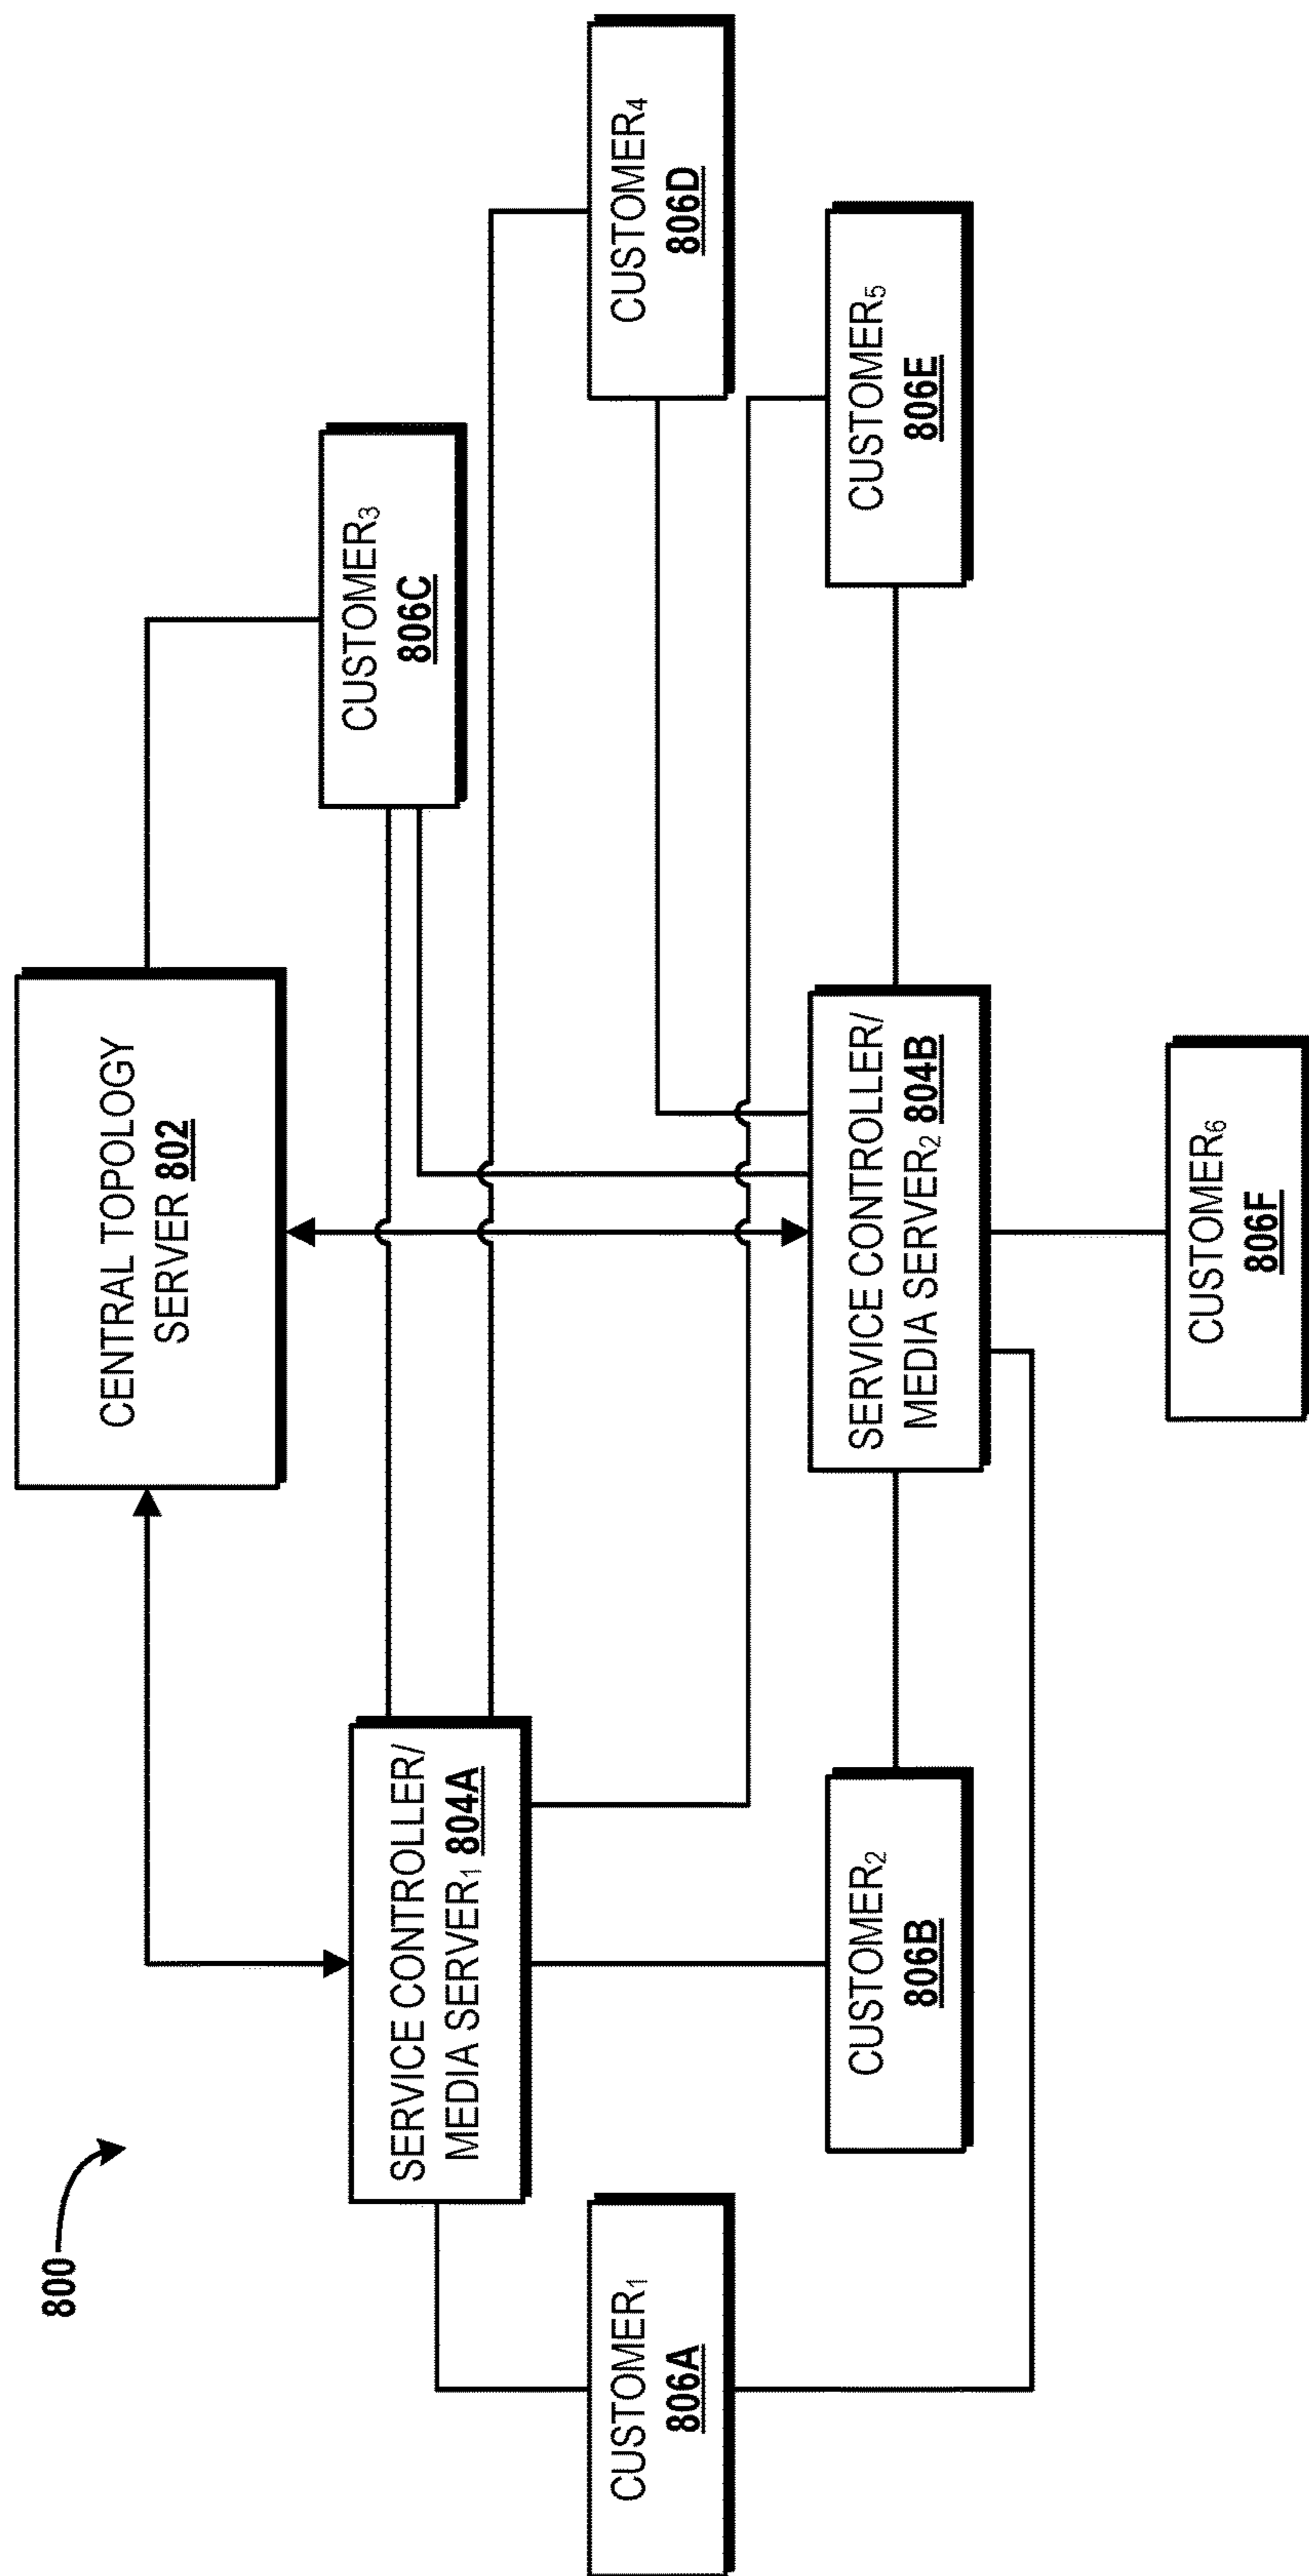 800
CENTRAL TOPOLOGY
SERVER 802
SERVICE CONTROLLER/
MEDIA SERVER₁ 804A
CUSTOMER₃
806C
CUSTOMER₁
806A
CUSTOMER₄
806D
CUSTOMER₂
806B
SERVICE CONTROLLER/
MEDIA SERVER₂ 804B
CUSTOMER₅
806E
CUSTOMER₆
806F